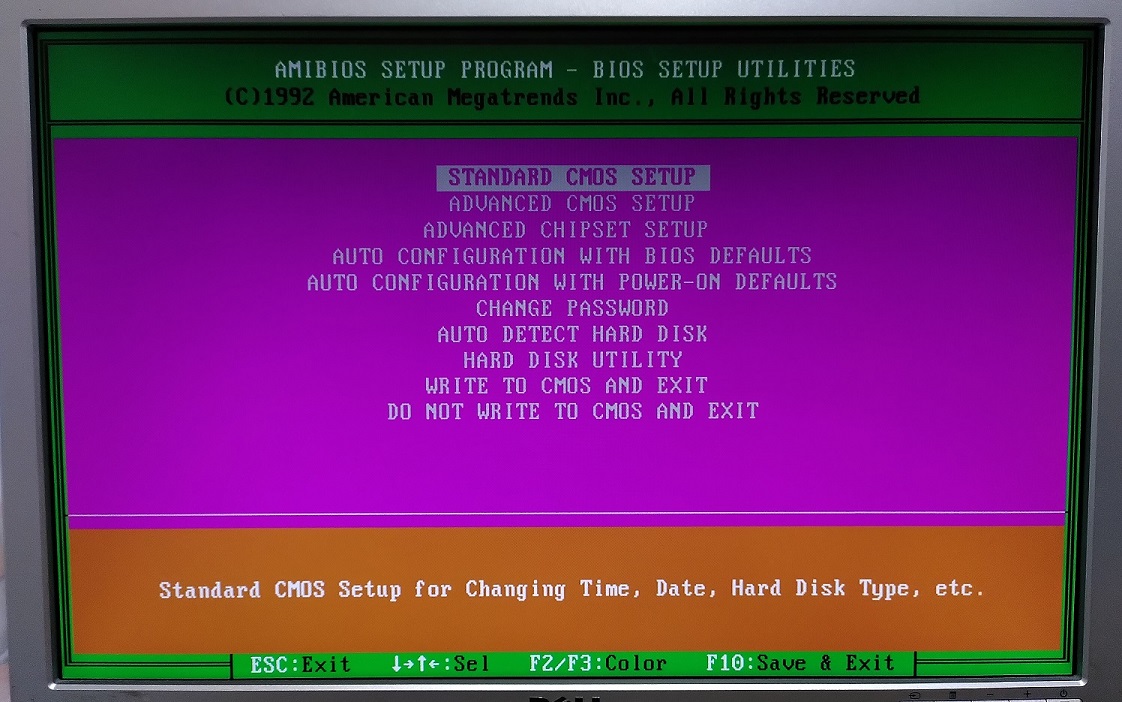 AMIBIOS SETUP PROGRAM - BIOS SETUP UTILITIES
(C)1992 American Megatrends Inc., All Rights Reserved
STANDARD CMOS SETUP
ADVANCED CMOS SETUP
ADVANCED CHIPSET SETUP
AUTO CONFIGURATION WITH BIOS DEFAULTS
AUTO CONFIGURATION WITH POWER-ON DEFAULTS
CHANGE PASSWORD
AUTO DETECT HARD DISK
HARD DISK UTILITY
WRITE TO CMOS AND EXIT
DO NOT WRITE TO CMOS AND EXIT
Standard CMOS Setup for Changing Time, Date, Hard Disk Type, etc.
ESC:Exit ↓→↑←:Sel F2/F3:Color F10:Save & Exit
DELL